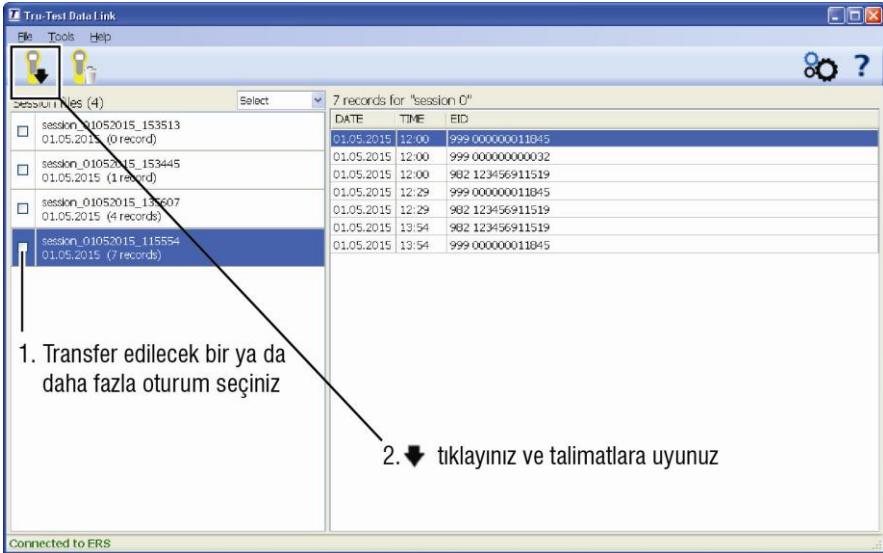 Tru-Test Data Link
File Tools Help
?
Session files (4)
Select
7 records for "session 0"
DATE TIME EID
session_01052015_153513
01.05.2015 (0 record)
session_01052015_153445
01.05.2015 (1 record)
session_01052015_135607
01.05.2015 (4 records)
session_01052015_115554
01.05.2015 (7 records)
01.05.2015 12:00 999 000000011845
01.05.2015 12:00 999 000000000032
01.05.2015 12:00 982 123456911519
01.05.2015 12:29 999 000000011845
01.05.2015 12:29 982 123456911519
01.05.2015 13:54 982 123456911519
01.05.2015 13:54 999 000000011845
1. Transfer edilecek bir ya da
daha fazla oturum seçiniz
2. tıklayınız ve talimatlara uyunuz
Connected to ERS